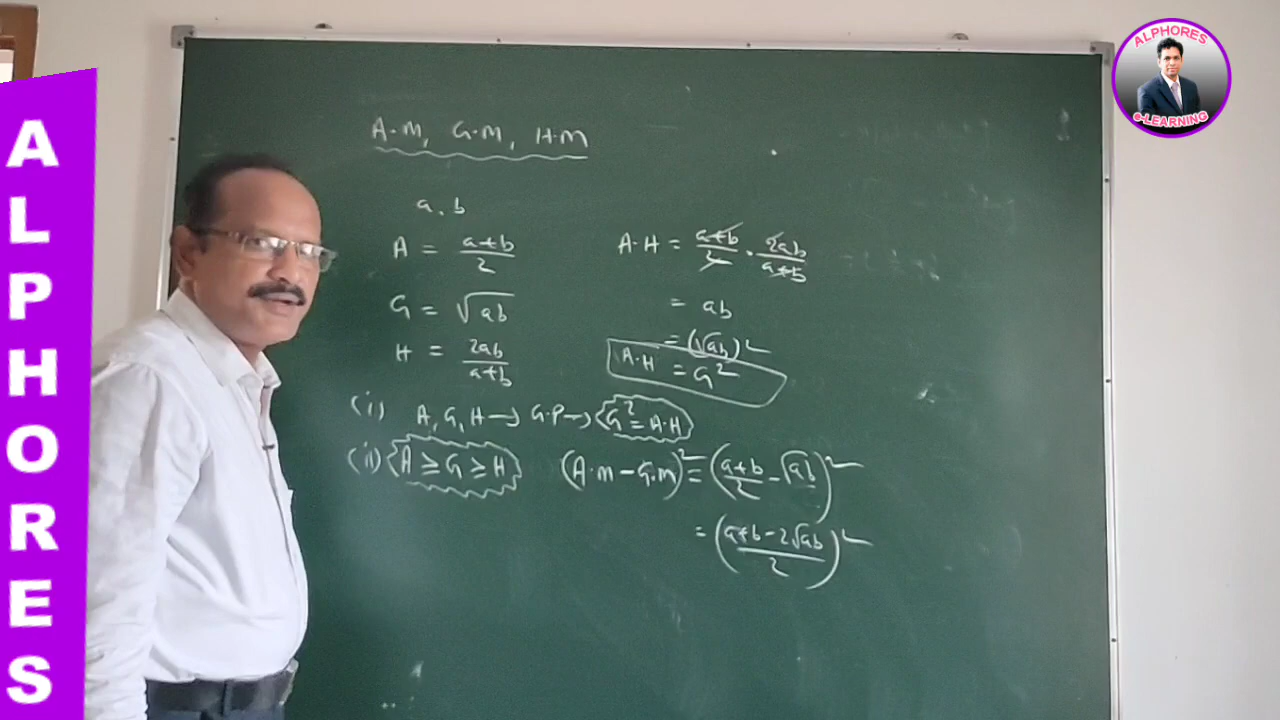 ALPHORES
ALPHORES
e-LEARNING
A.M, G.M, H.M
a, b
A = a+b/2
G = √ab
H = 2ab/a+b
A.H = a+b/2 . 2ab/a+b
= ab
= (√ab)²
A.H = G²
(i) A, G, H → G.P → G² = A.H
(ii) A ≥ G ≥ H
(A.M - G.M)² = (a+b/2 - √ab)²
= (a+b-2√ab/2)²